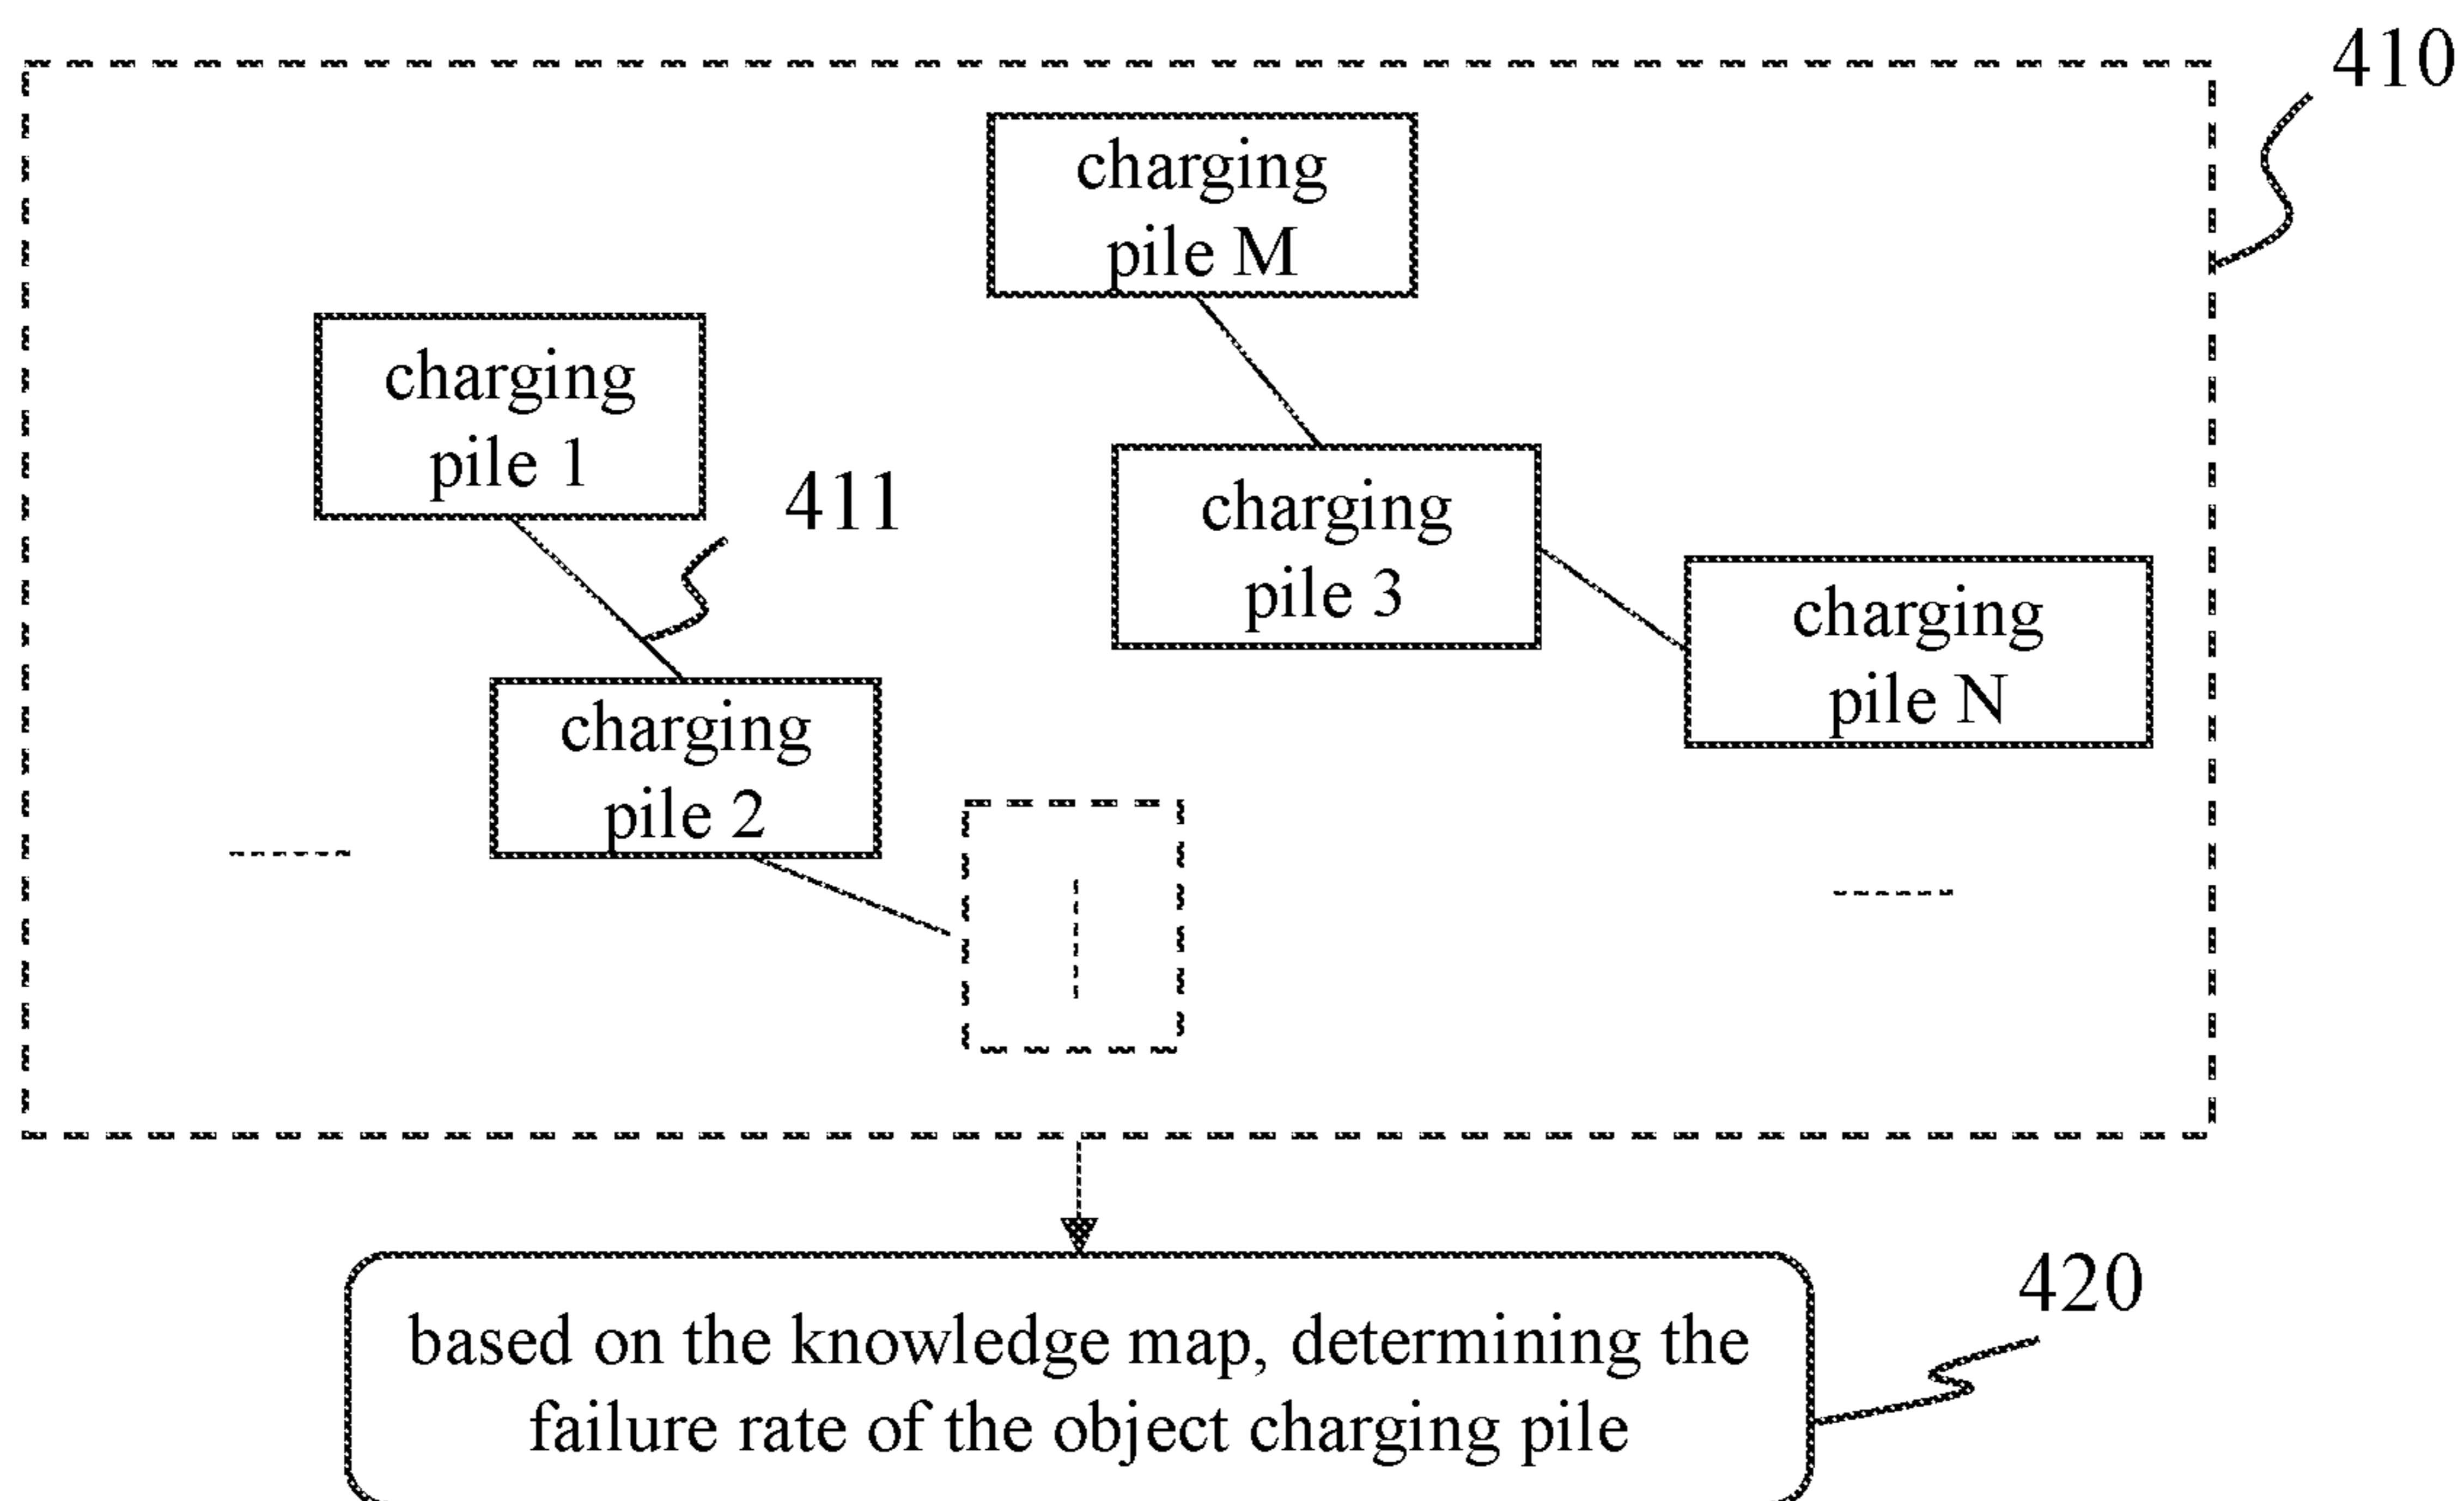 410
charging
pile M
charging
pile 1
411
charging
pile 3
charging
pile N
charging
pile 2
420
based on the knowledge map, determining the
failure rate of the object charging pile